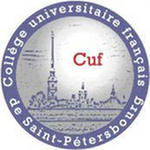 Collège universitaire français
de Saint-Pétersbourg
Cuf